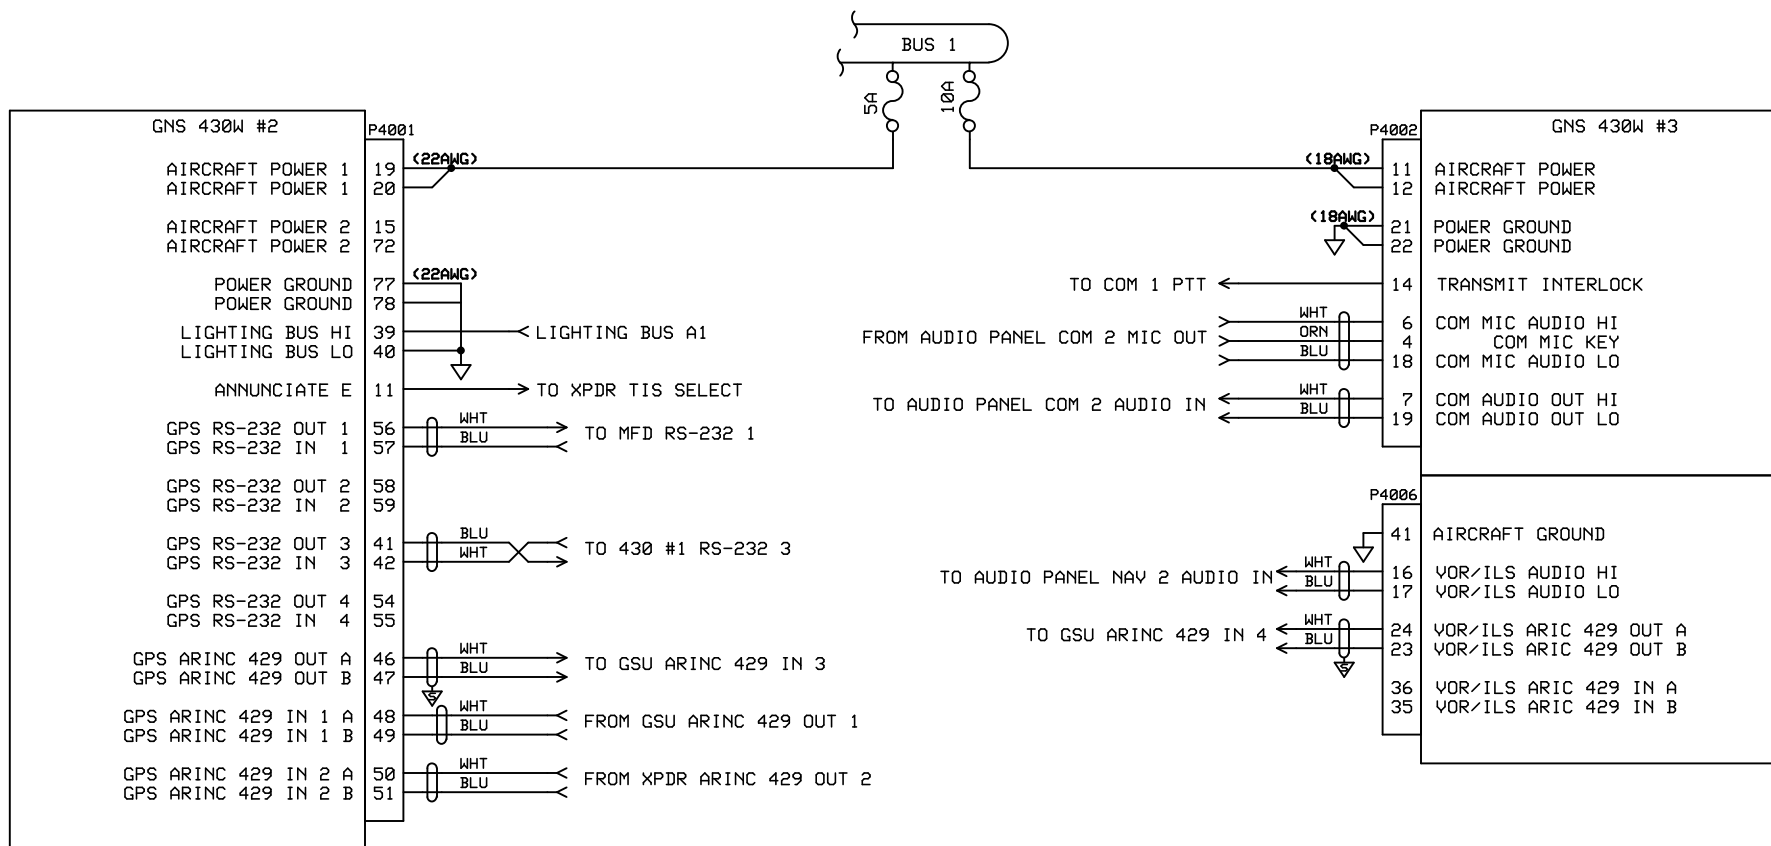 BUS 1
5A
10A
GNS 430W #2
P4001
AIRCRAFT POWER 1 19 (22AWG)
AIRCRAFT POWER 1 20
AIRCRAFT POWER 2 15
AIRCRAFT POWER 2 72
POWER GROUND 77 (22AWG)
POWER GROUND 78
LIGHTING BUS HI 39 LIGHTING BUS A1
LIGHTING BUS LO 40
ANNUNCIATE E 11 TO XPDR TIS SELECT
GPS RS-232 OUT 1 56 WHT
GPS RS-232 IN 1 57 BLU
TO MFD RS-232 1
GPS RS-232 OUT 2 58
GPS RS-232 IN 2 59
GPS RS-232 OUT 3 41 BLU
GPS RS-232 IN 3 42 WHT
TO 430 #1 RS-232 3
GPS RS-232 OUT 4 54
GPS RS-232 IN 4 55
GPS ARINC 429 OUT A 46 WHT
GPS ARINC 429 OUT B 47 BLU
TO GSU ARINC 429 IN 3
S
GPS ARINC 429 IN 1 A 48 WHT
GPS ARINC 429 IN 1 B 49 BLU
FROM GSU ARINC 429 OUT 1
GPS ARINC 429 IN 2 A 50 WHT
GPS ARINC 429 IN 2 B 51 BLU
FROM XPDR ARINC 429 OUT 2
P4002
GNS 430W #3
(18AWG) 11 AIRCRAFT POWER
12 AIRCRAFT POWER
(18AWG) 21 POWER GROUND
22 POWER GROUND
TO COM 1 PTT 14 TRANSMIT INTERLOCK
FROM AUDIO PANEL COM 2 MIC OUT
WHT 6 COM MIC AUDIO HI
ORN 4 COM MIC KEY
BLU 18 COM MIC AUDIO LO
TO AUDIO PANEL COM 2 AUDIO IN
WHT 7 COM AUDIO OUT HI
BLU 19 COM AUDIO OUT LO
P4006
41 AIRCRAFT GROUND
TO AUDIO PANEL NAV 2 AUDIO IN
WHT 16 VOR/ILS AUDIO HI
BLU 17 VOR/ILS AUDIO LO
TO GSU ARINC 429 IN 4
WHT 24 VOR/ILS ARIC 429 OUT A
BLU 23 VOR/ILS ARIC 429 OUT B
S
36 VOR/ILS ARIC 429 IN A
35 VOR/ILS ARIC 429 IN B